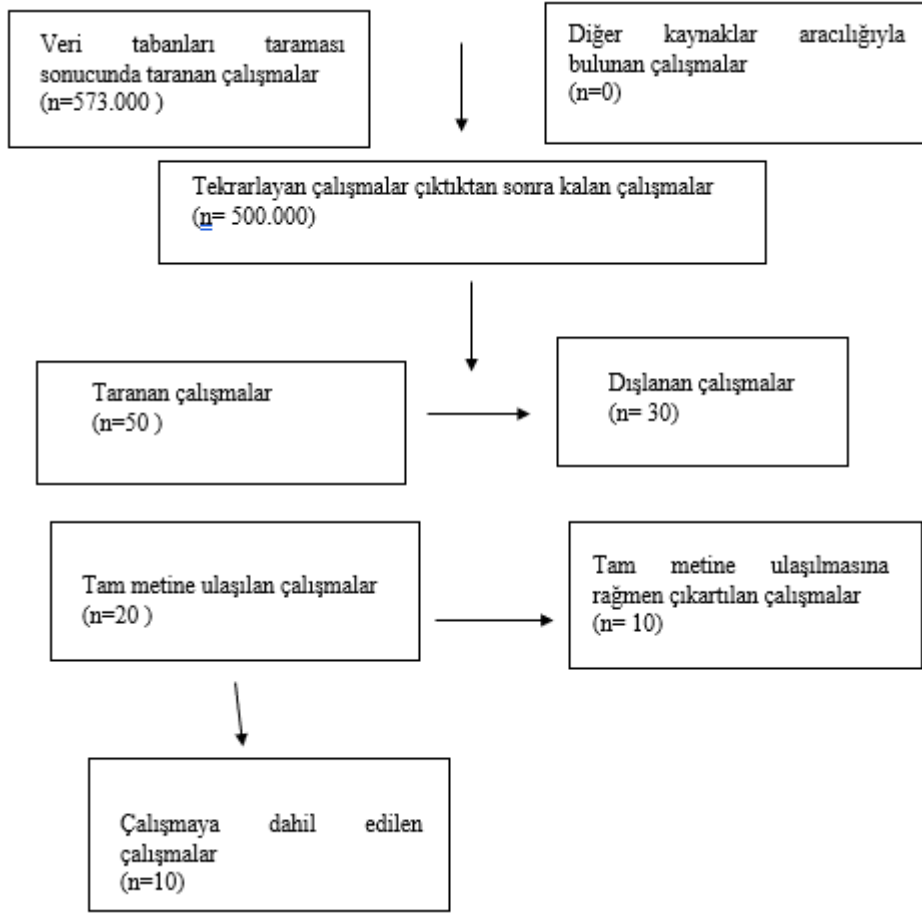 Veri tabanları taraması
sonucunda taranan çalışmalar
(n=573.000 )
Diğer kaynaklar aracılığıyla
bulunan çalışmalar
(n=0)
Tekrarlayan çalışmalar çıktıktan sonra kalan çalışmalar
(n= 500.000)
Taranan çalışmalar
(n=50 )
Dışlanan çalışmalar
(n= 30)
Tam metine ulaşılan çalışmalar
(n=20 )
Tam metine ulaşılmasına
rağmen çıkartılan çalışmalar
(n= 10)
Çalışmaya dahil edilen
çalışmalar
(n=10)